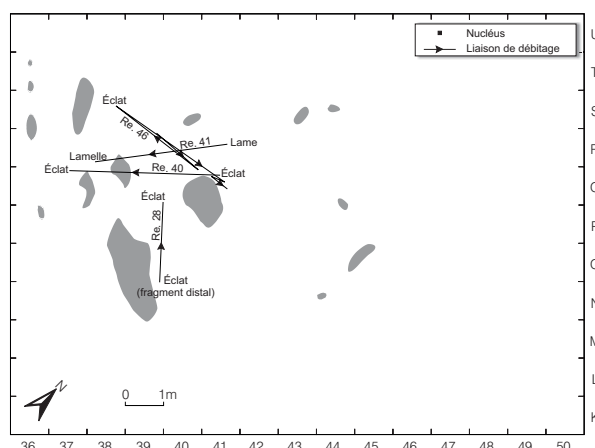 U
Nucléus
Liaison de débitage
T
Éclat
S
Re. 46
Re. 41
Lame
R
Lamelle
Éclat
Re. 40
Éclat
Q
Éclat
P
Re. 28
O
Éclat
(fragment distal)
N
M
L
N
0 1m
K
36 37 38 39 40 41 42 43 44 45 46 47 48 49 50